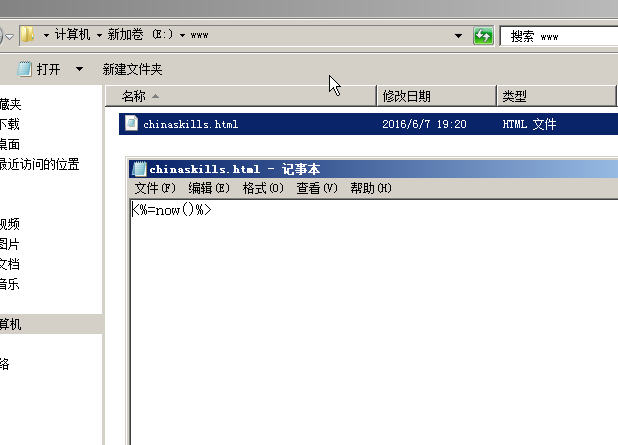 计算机 新加卷 (E:) www
搜索 www
打开 新建文件夹
名称 修改日期 类型
藏夹
下载
桌面
最近访问的位置
视频
图片
文档
音乐
算机
络
chinaskills.html 2016/6/7 19:20 HTML 文件
chinaskills.html - 记事本
文件(F) 编辑(E) 格式(O) 查看(V) 帮助(H)
<%=now()%>